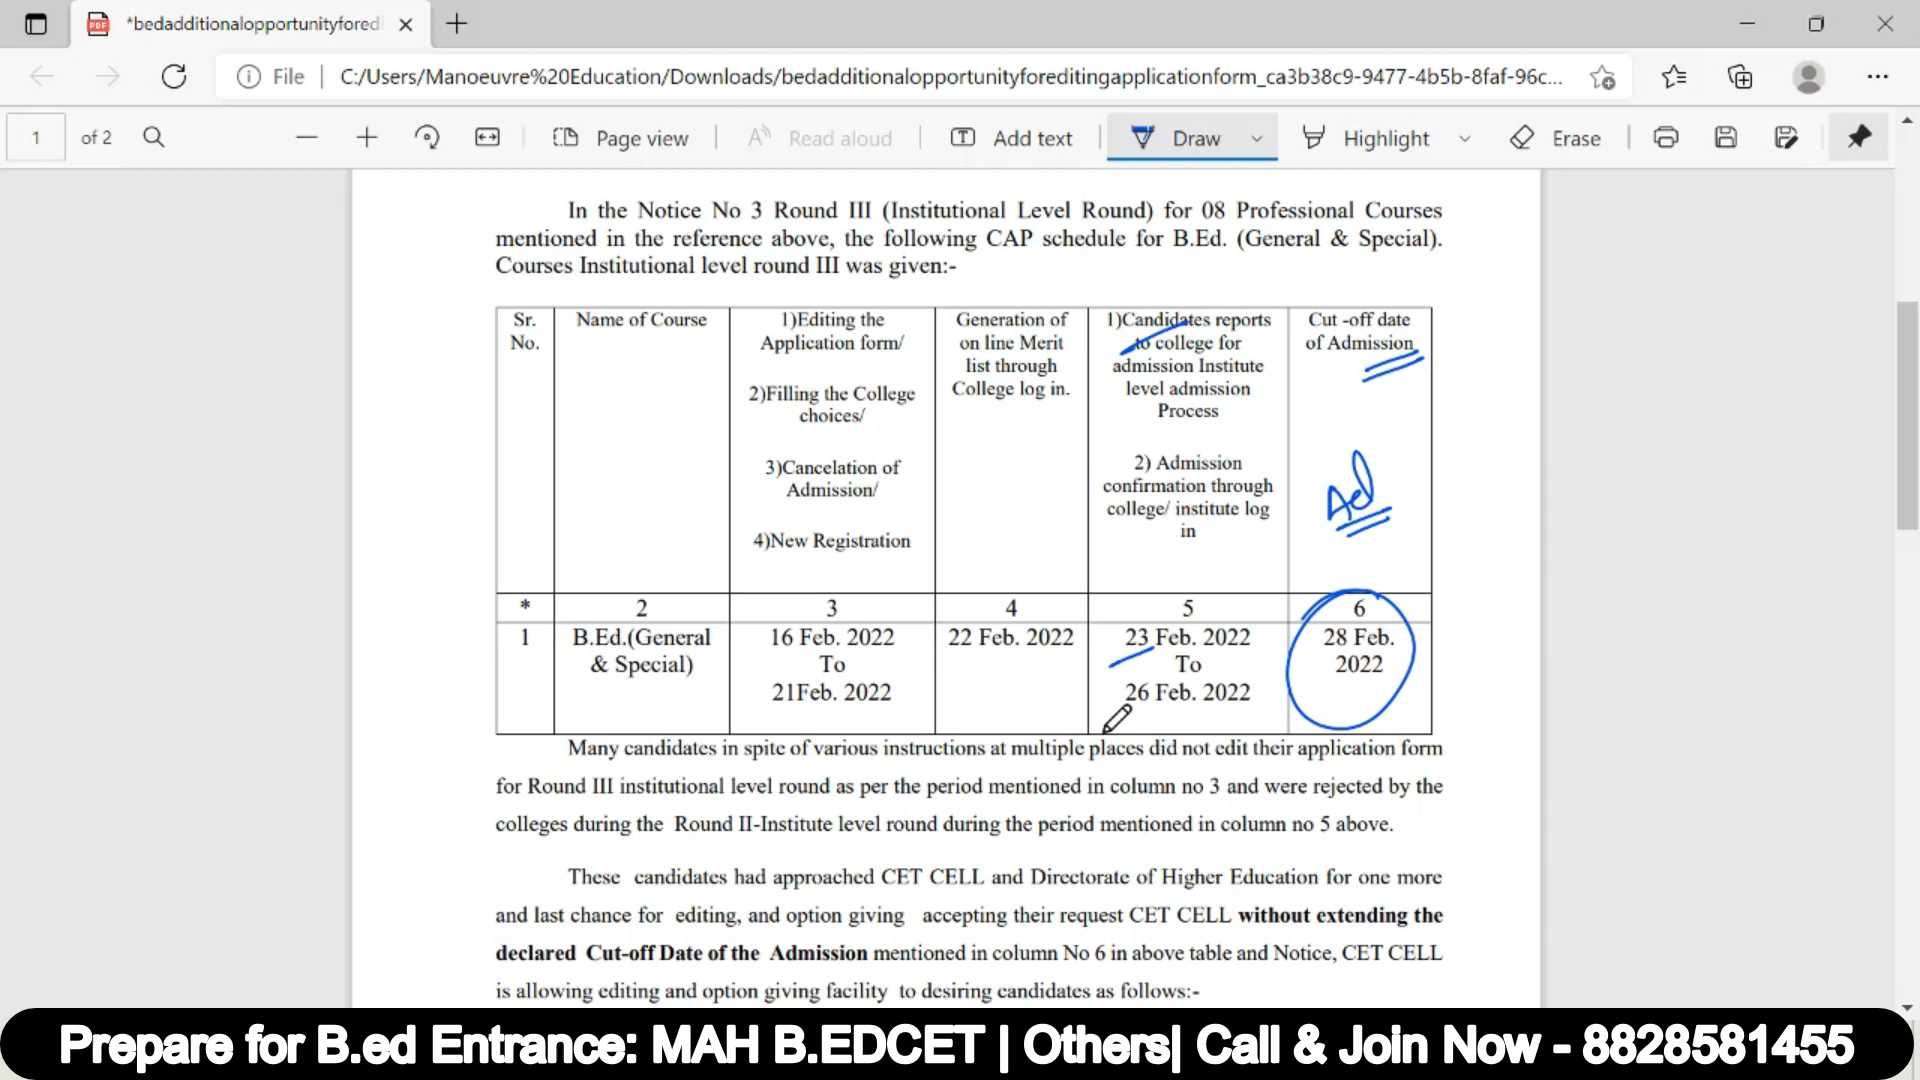 *bedadditionalopportunityfored
File
C:/Users/Manoeuvre%20Education/Downloads/bedadditionalopportunityforeditingapplicationform_ca3b38c9-9477-4b5b-8faf-96c...
1 of 2
Page view
Read aloud
Add text
Draw
Highlight
Erase
In the Notice No 3 Round III (Institutional Level Round) for 08 Professional Courses
mentioned in the reference above, the following CAP schedule for B.Ed. (General & Special).
Courses Institutional level round III was given:-
Sr.
No.
Name of Course
1)Editing the
Application form/
2)Filling the College
choices/
3)Cancelation of
Admission/
4)New Registration
Generation of
on line Merit
list through
College log in.
1)Candidates reports
to college for
admission Institute
level admission
Process
2) Admission
confirmation through
college/ institute log
in
Cut -off date
of Admission
Ad
* 2 3 4 5 6
1
B.Ed.(General
& Special)
16 Feb. 2022
To
21Feb. 2022
22 Feb. 2022
23 Feb. 2022
To
26 Feb. 2022
28 Feb.
2022
Many candidates in spite of various instructions at multiple places did not edit their application form
for Round III institutional level round as per the period mentioned in column no 3 and were rejected by the
colleges during the Round II-Institute level round during the period mentioned in column no 5 above.
These candidates had approached CET CELL and Directorate of Higher Education for one more
and last chance for editing, and option giving accepting their request CET CELL without extending the
declared Cut-off Date of the Admission mentioned in column No 6 in above table and Notice, CET CELL
is allowing editing and option giving facility to desiring candidates as follows:-
Prepare for B.ed Entrance: MAH B.EDCET | Others| Call & Join Now - 8828581455